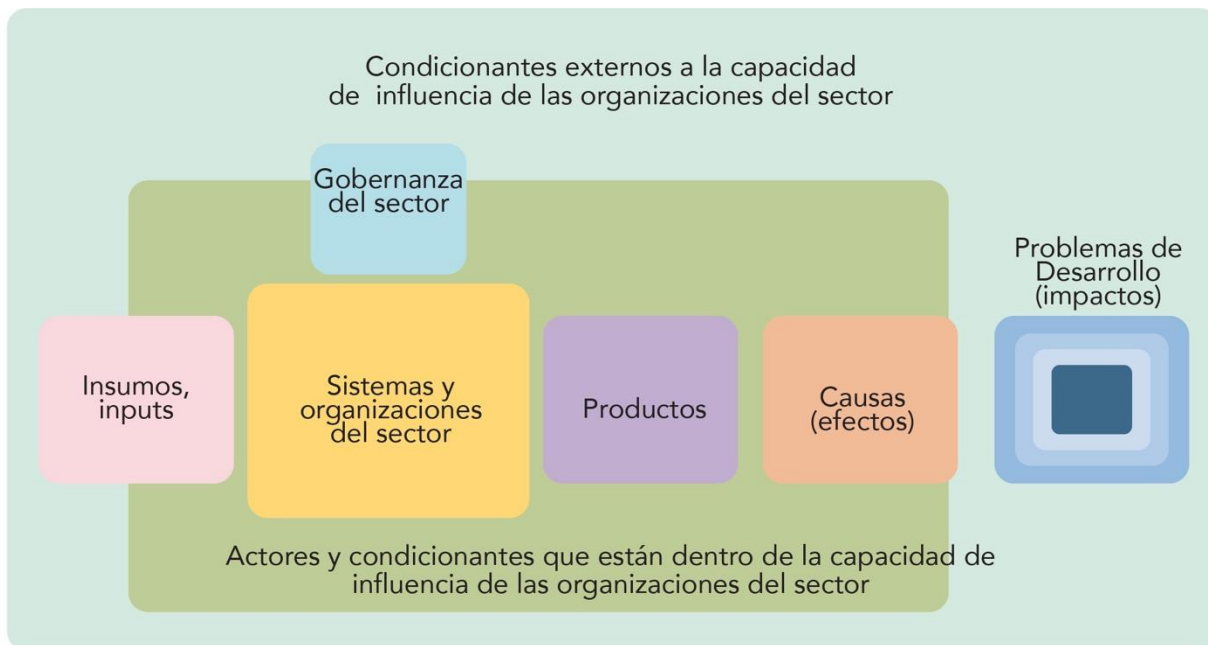 Condicionantes externos a la capacidad
de influencia de las organizaciones del sector
Gobernanza
del sector
Problemas de
Desarrollo
(impactos)
Insumos,
inputs
Sistemas y
organizaciones
del sector
Productos
Causas
(efectos)
Actores y condicionantes que están dentro de la capacidad de
influencia de las organizaciones del sector